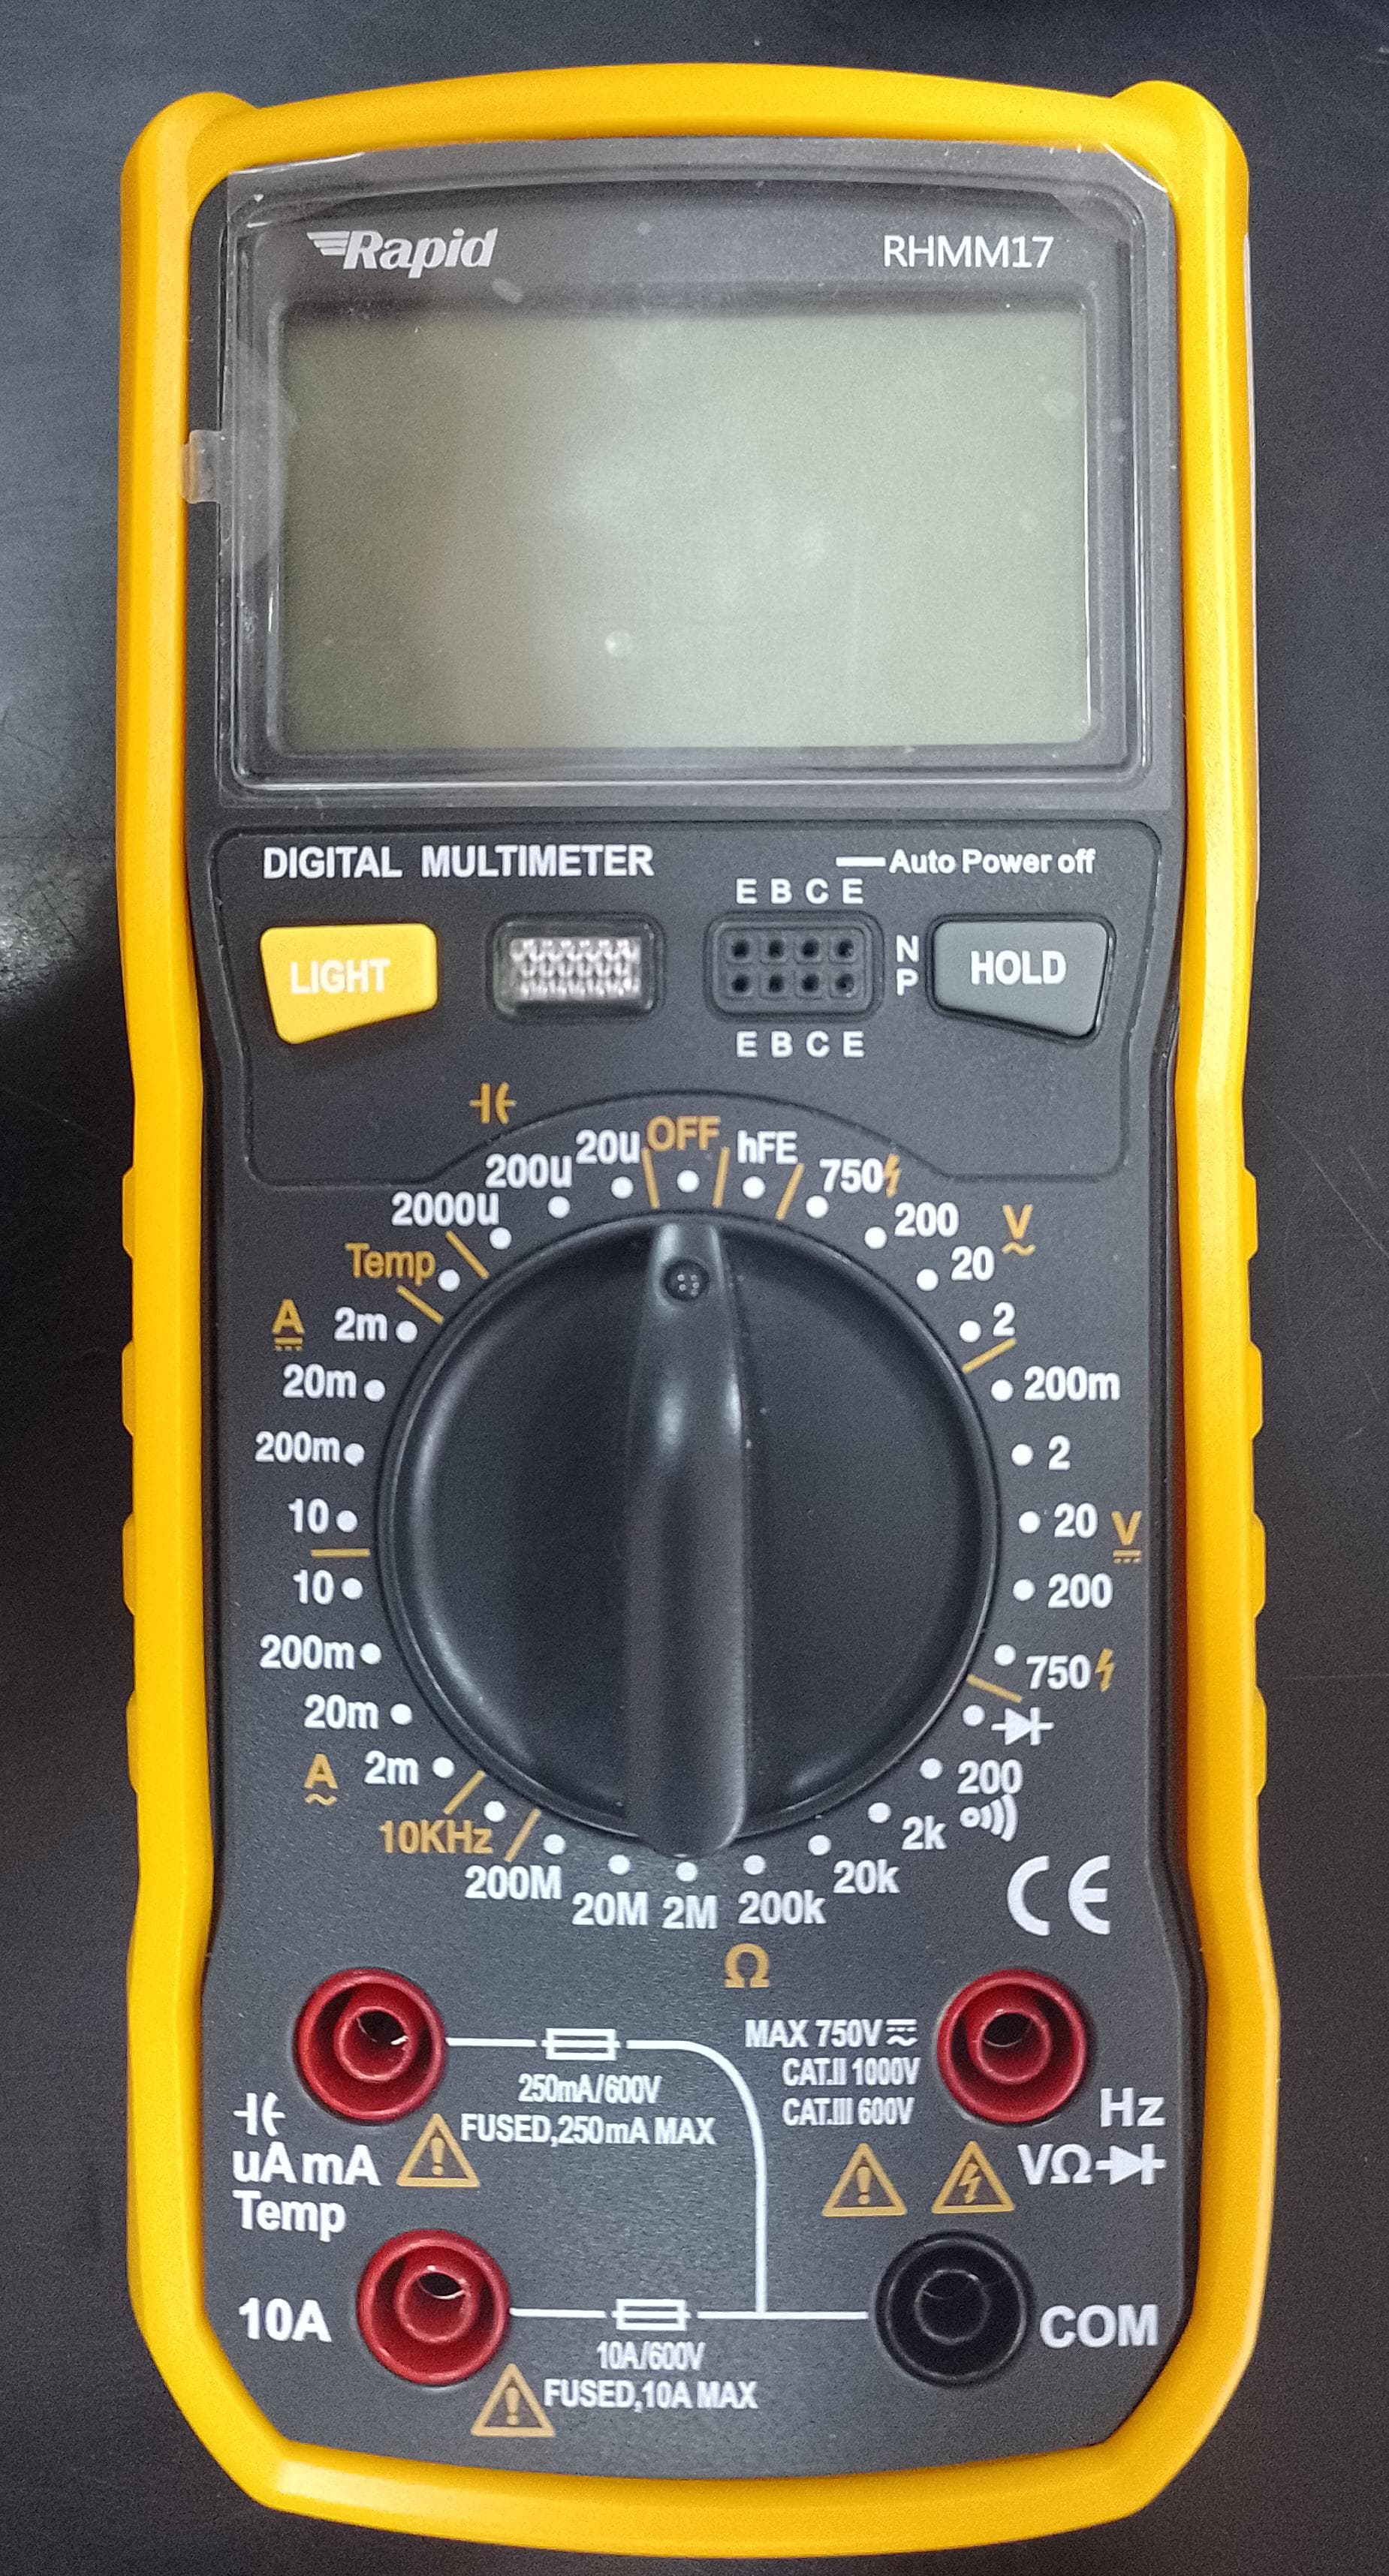 Rapid
RHMM17
DIGITAL MULTIMETER
Auto Power off
E B C E
LIGHT
N
P
HOLD
E B C E
OFF
hFE
750
200
20
2
V
200m
2
20
V
200
750
200
2k
20k
200k
2M
20M
200M
Ω
10KHz
2m
A
20m
200m
10
10
200m
20m
2m
A
Temp
2000u
200u
20u
CE
MAX 750V
CAT.II 1000V
CAT.III 600V
250mA/600V
FUSED,250mA MAX
uA mA
Temp
Hz
VΩ
10A
10A/600V
FUSED,10A MAX
COM